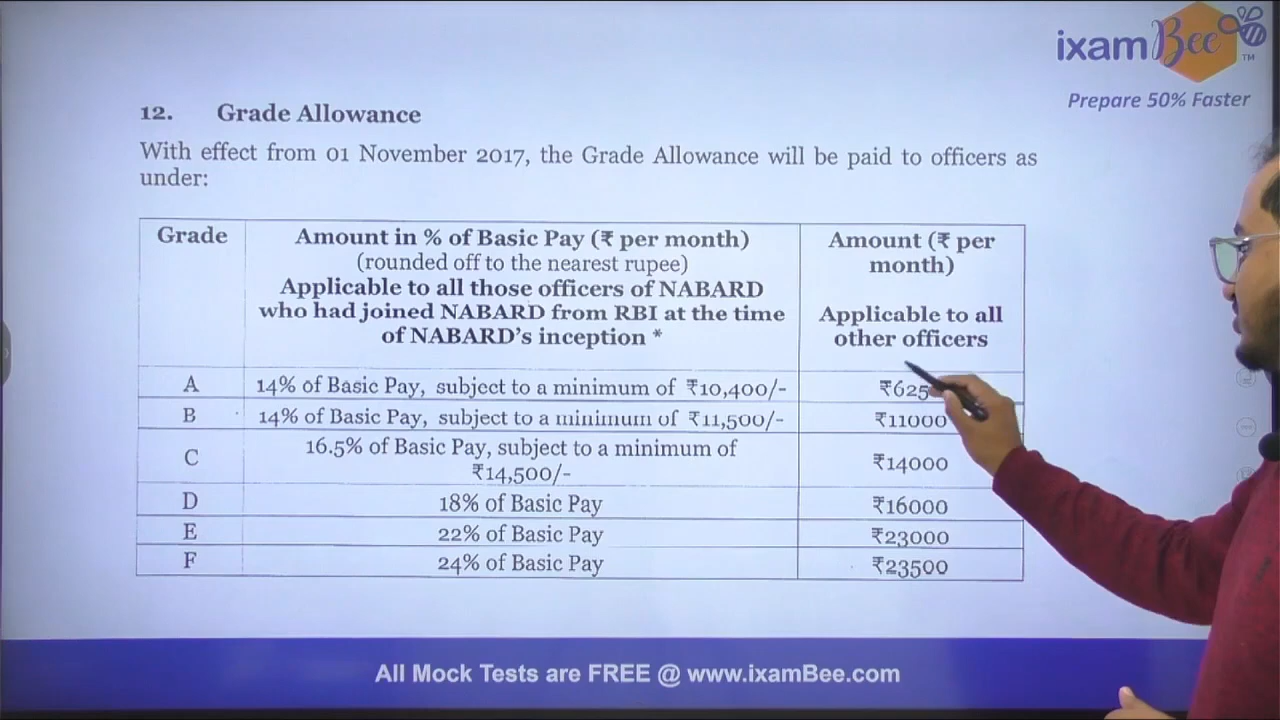 ixamBee
TM
Prepare 50% Faster
12. Grade Allowance
With effect from 01 November 2017, the Grade Allowance will be paid to officers as
under:
Grade
Amount in % of Basic Pay (₹ per month)
(rounded off to the nearest rupee)
Applicable to all those officers of NABARD
who had joined NABARD from RBI at the time
of NABARD's inception *
Amount (₹ per
month)
Applicable to all
other officers
A 14% of Basic Pay, subject to a minimum of ₹10,400/-
B 14% of Basic Pay, subject to a minimum of ₹11,500/- ₹11000
C 16.5% of Basic Pay, subject to a minimum of
₹14,500/- ₹14000
D 18% of Basic Pay ₹16000
E 22% of Basic Pay ₹23000
F 24% of Basic Pay ₹23500
All Mock Tests are FREE @ www.ixamBee.com